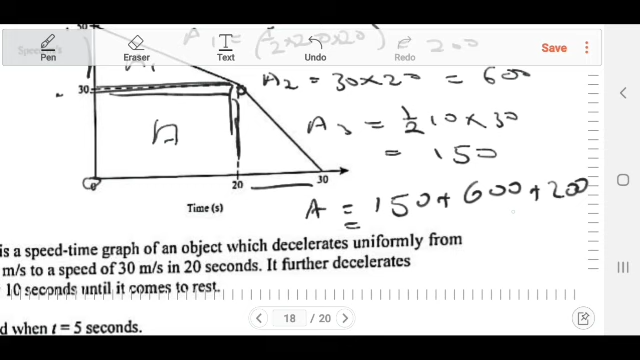 Pen
Eraser
Text
Undo
Redo
Save
A₂ = 30×20 = 600
30
A₃ = ½ 10×30
= 150
20
30
Time (s)
A = 150+600+200
is a speed-time graph of an object which decelerates uniformly from
m/s to a speed of 30 m/s in 20 seconds. It further decelerates
10 seconds until it comes to rest.
18 / 20
d when t = 5 seconds.